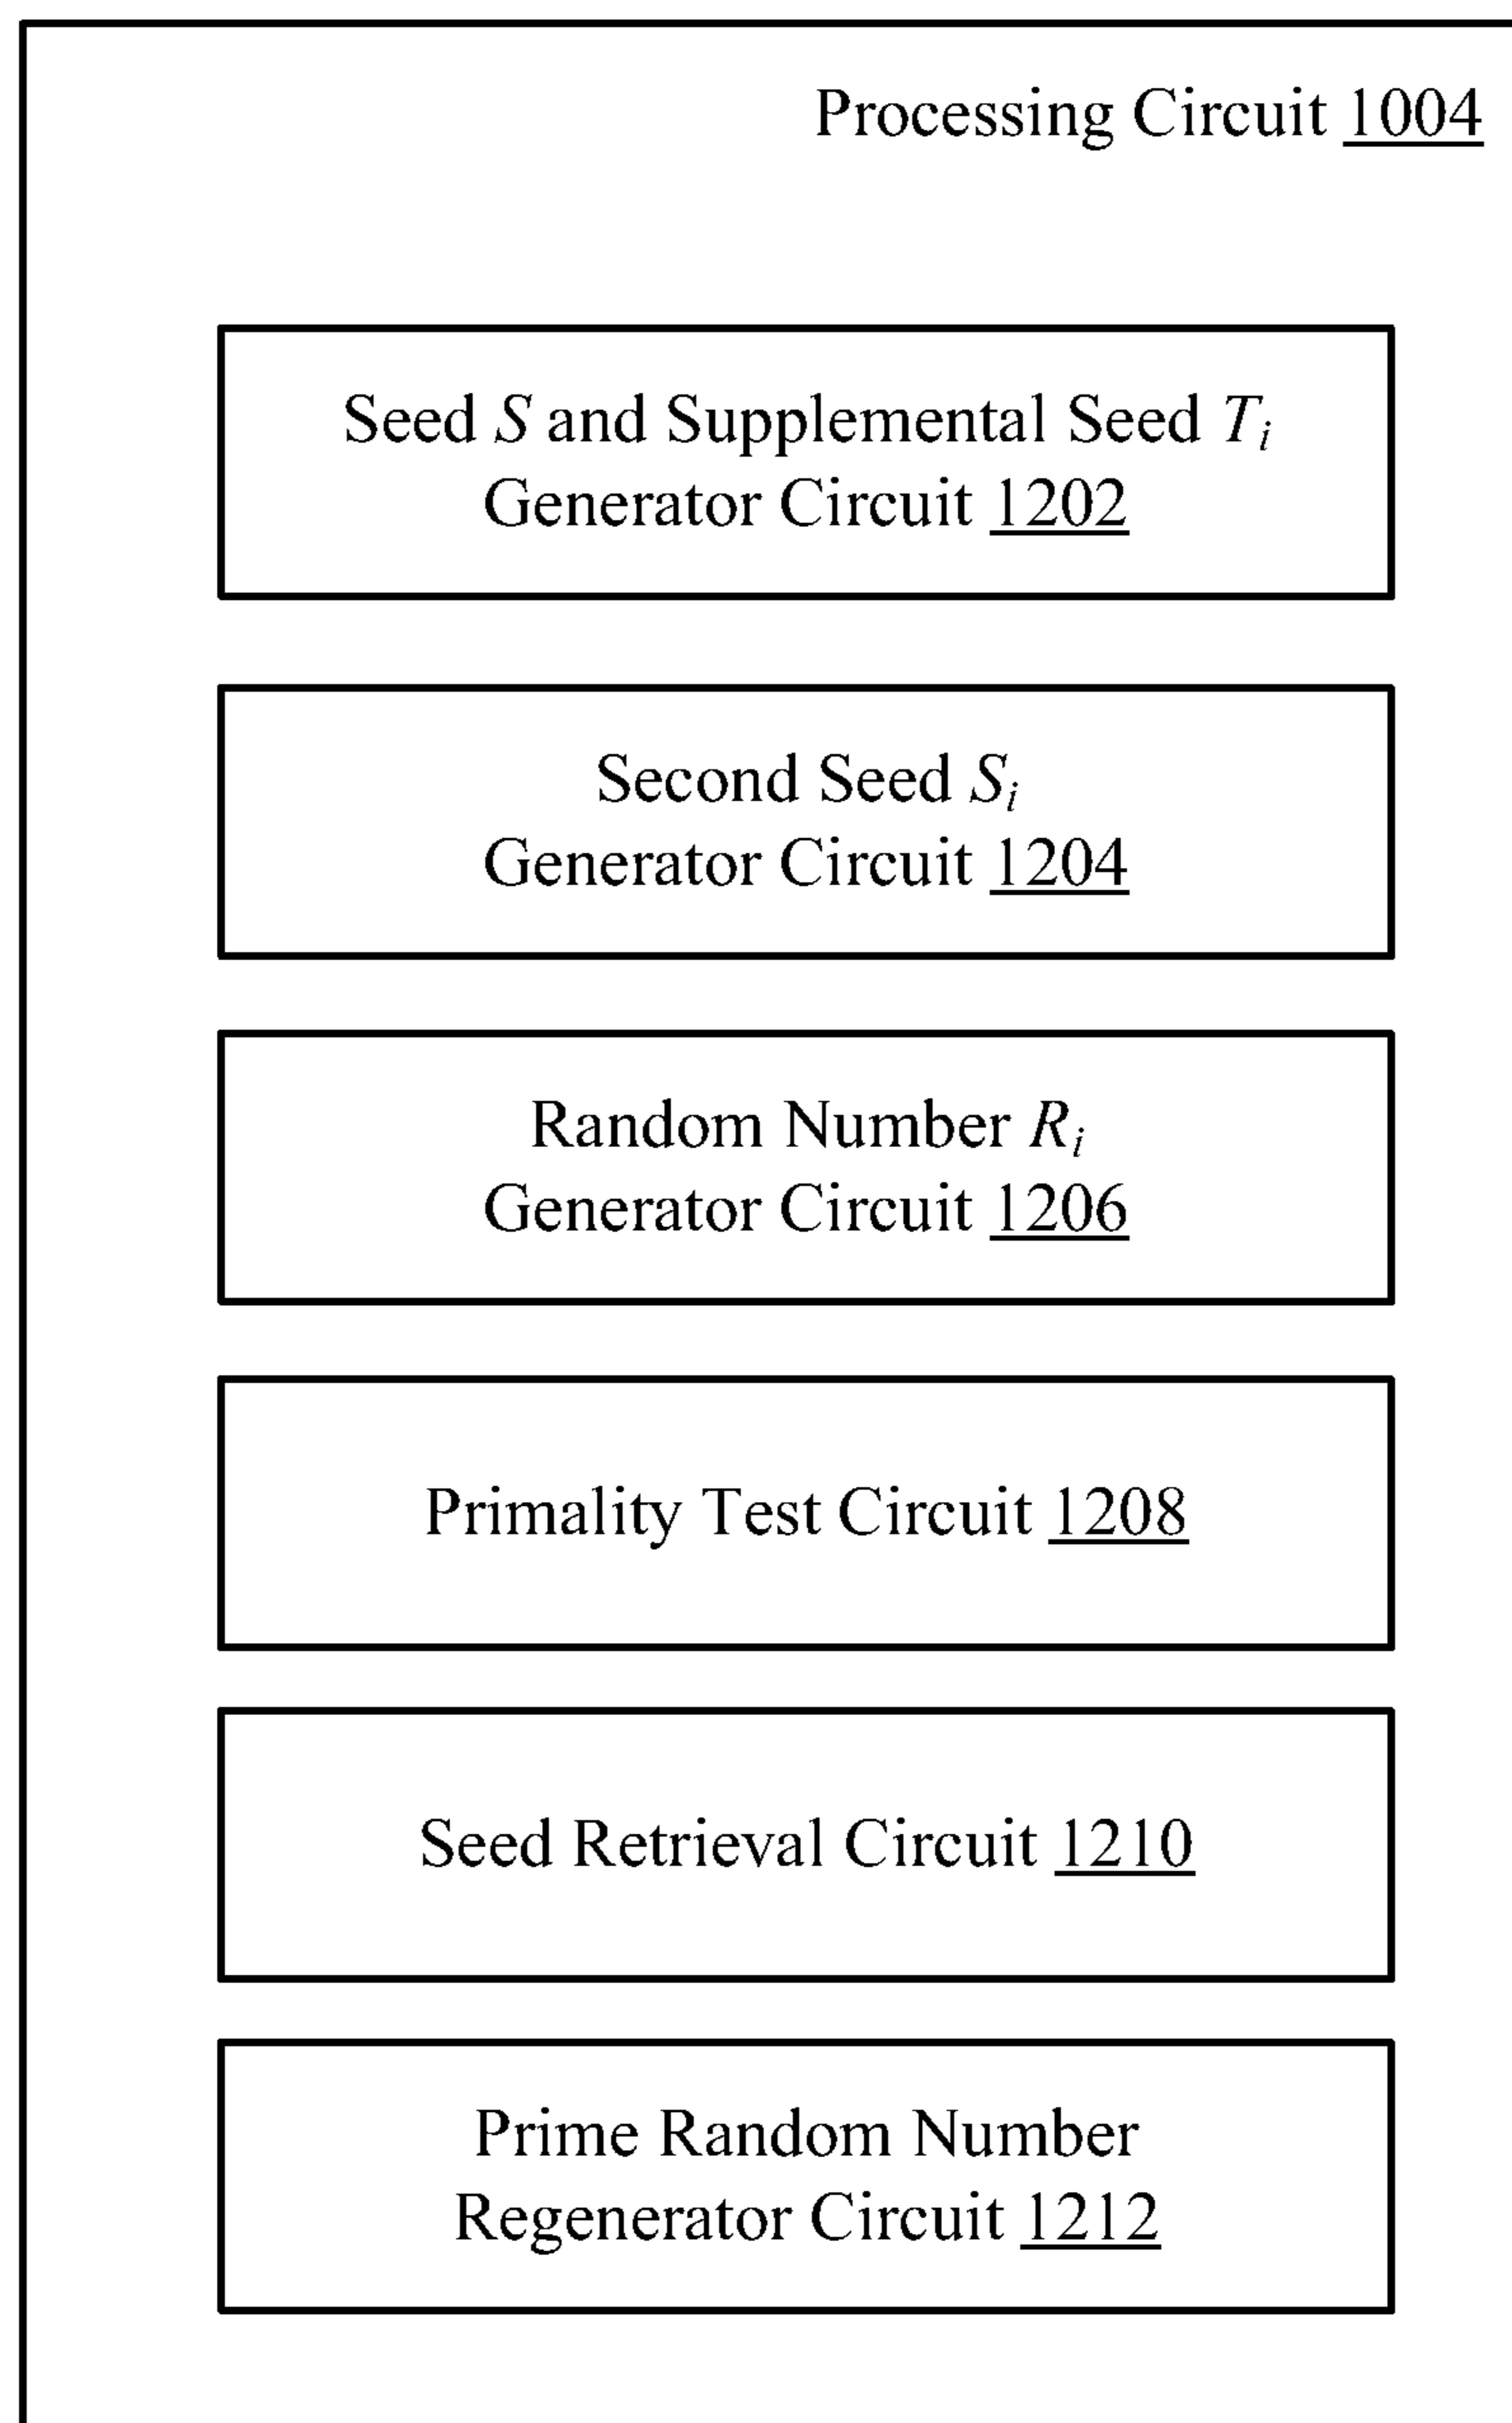 Processing Circuit 1004
Seed S and Supplemental Seed Ti
Generator Circuit 1202
Second Seed Si
Generator Circuit 1204
Random Number Ri
Generator Circuit 1206
Primality Test Circuit 1208
Seed Retrieval Circuit 1210
Prime Random Number
Regenerator Circuit 1212